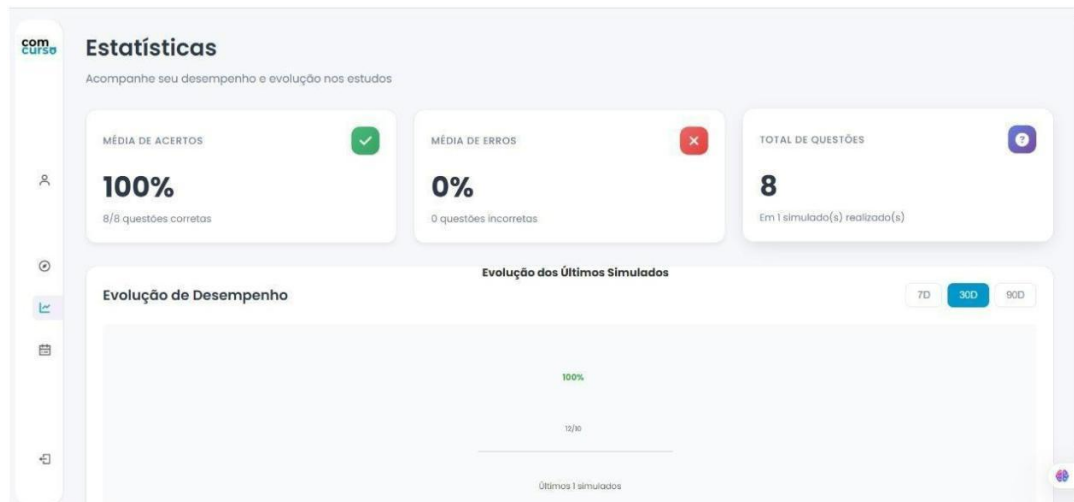 com
curso
Estatísticas
Acompanhe seu desempenho e evolução nos estudos
MÉDIA DE ACERTOS
100%
8/8 questões corretas
MÉDIA DE ERROS
0%
0 questões incorretas
TOTAL DE QUESTÕES
8
Em 1 simulado(s) realizado(s)
Evolução dos Últimos Simulados
Evolução de Desempenho
7D
30D
90D
100%
12/10
Últimos 1 simulados